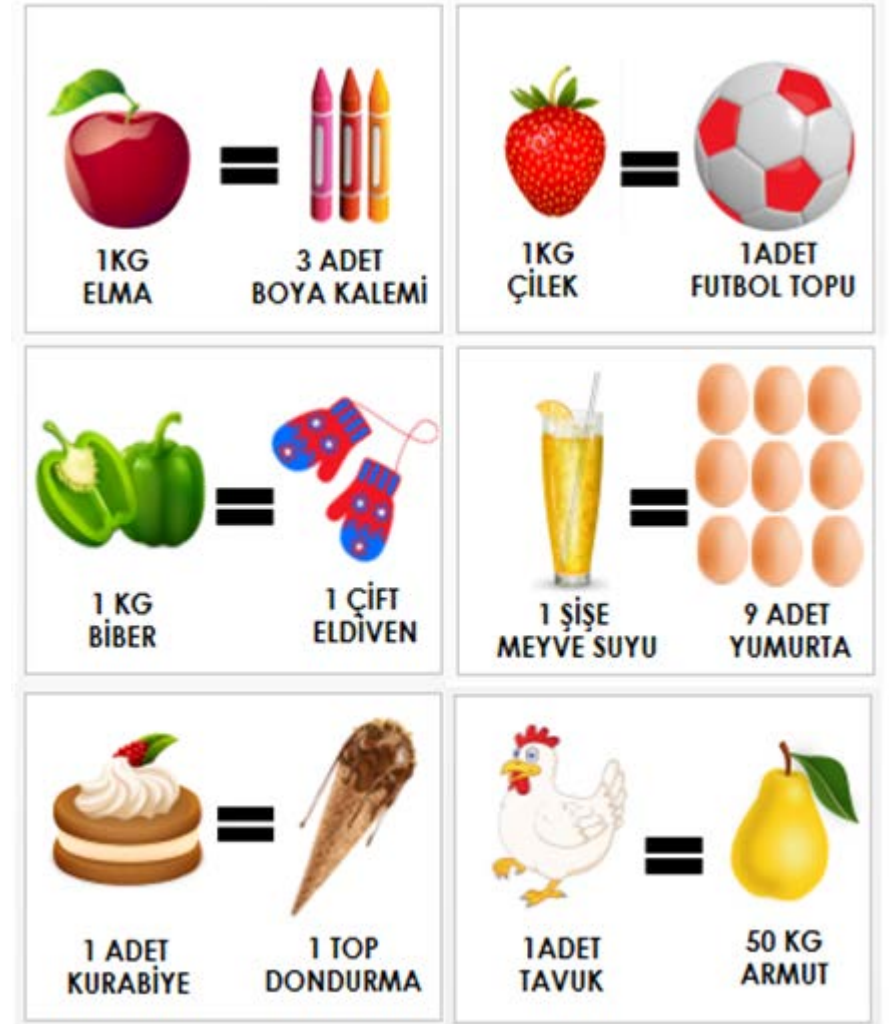 1KG
ELMA
3 ADET
BOYA KALEMİ
1KG
ÇİLEK
1ADET
FUTBOL TOPU
1 KG
BİBER
1 ÇİFT
ELDİVEN
1 ŞİŞE
MEYVE SUYU
9 ADET
YUMURTA
1 ADET
KURABİYE
1 TOP
DONDURMA
1ADET
TAVUK
50 KG
ARMUT